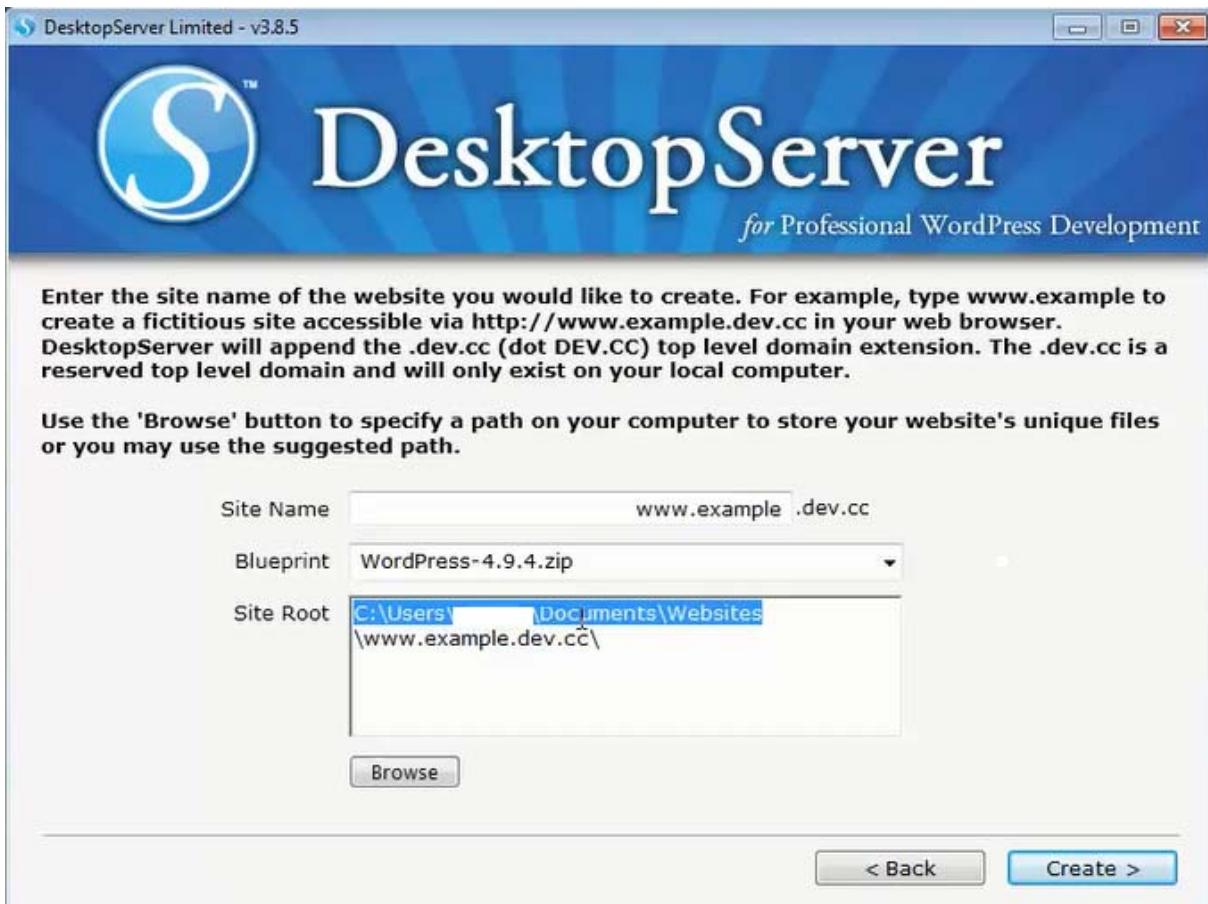 DesktopServer Limited - v3.8.5
S ™
DesktopServer
for Professional WordPress Development
Enter the site name of the website you would like to create. For example, type www.example to
create a fictitious site accessible via http://www.example.dev.cc in your web browser.
DesktopServer will append the .dev.cc (dot DEV.CC) top level domain extension. The .dev.cc is a
reserved top level domain and will only exist on your local computer.
Use the 'Browse' button to specify a path on your computer to store your website's unique files
or you may use the suggested path.
Site Name www.example .dev.cc
Blueprint WordPress-4.9.4.zip
Site Root C:\Users\ \Documents\Websites
\www.example.dev.cc\
Browse
< Back Create >